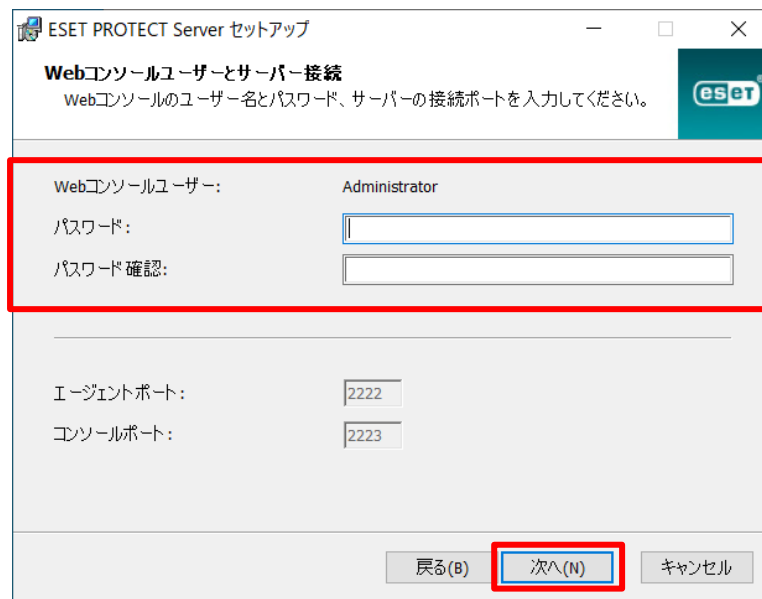 ESET PROTECT Server セットアップ
Webコンソールユーザーとサーバー接続
Webコンソールのユーザー名とパスワード、サーバーの接続ポートを入力してください。
eset
Webコンソールユーザー: Administrator
パスワード:
パスワード確認:
エージェントポート: 2222
コンソールポート: 2223
戻る(B) 次へ(N) キャンセル